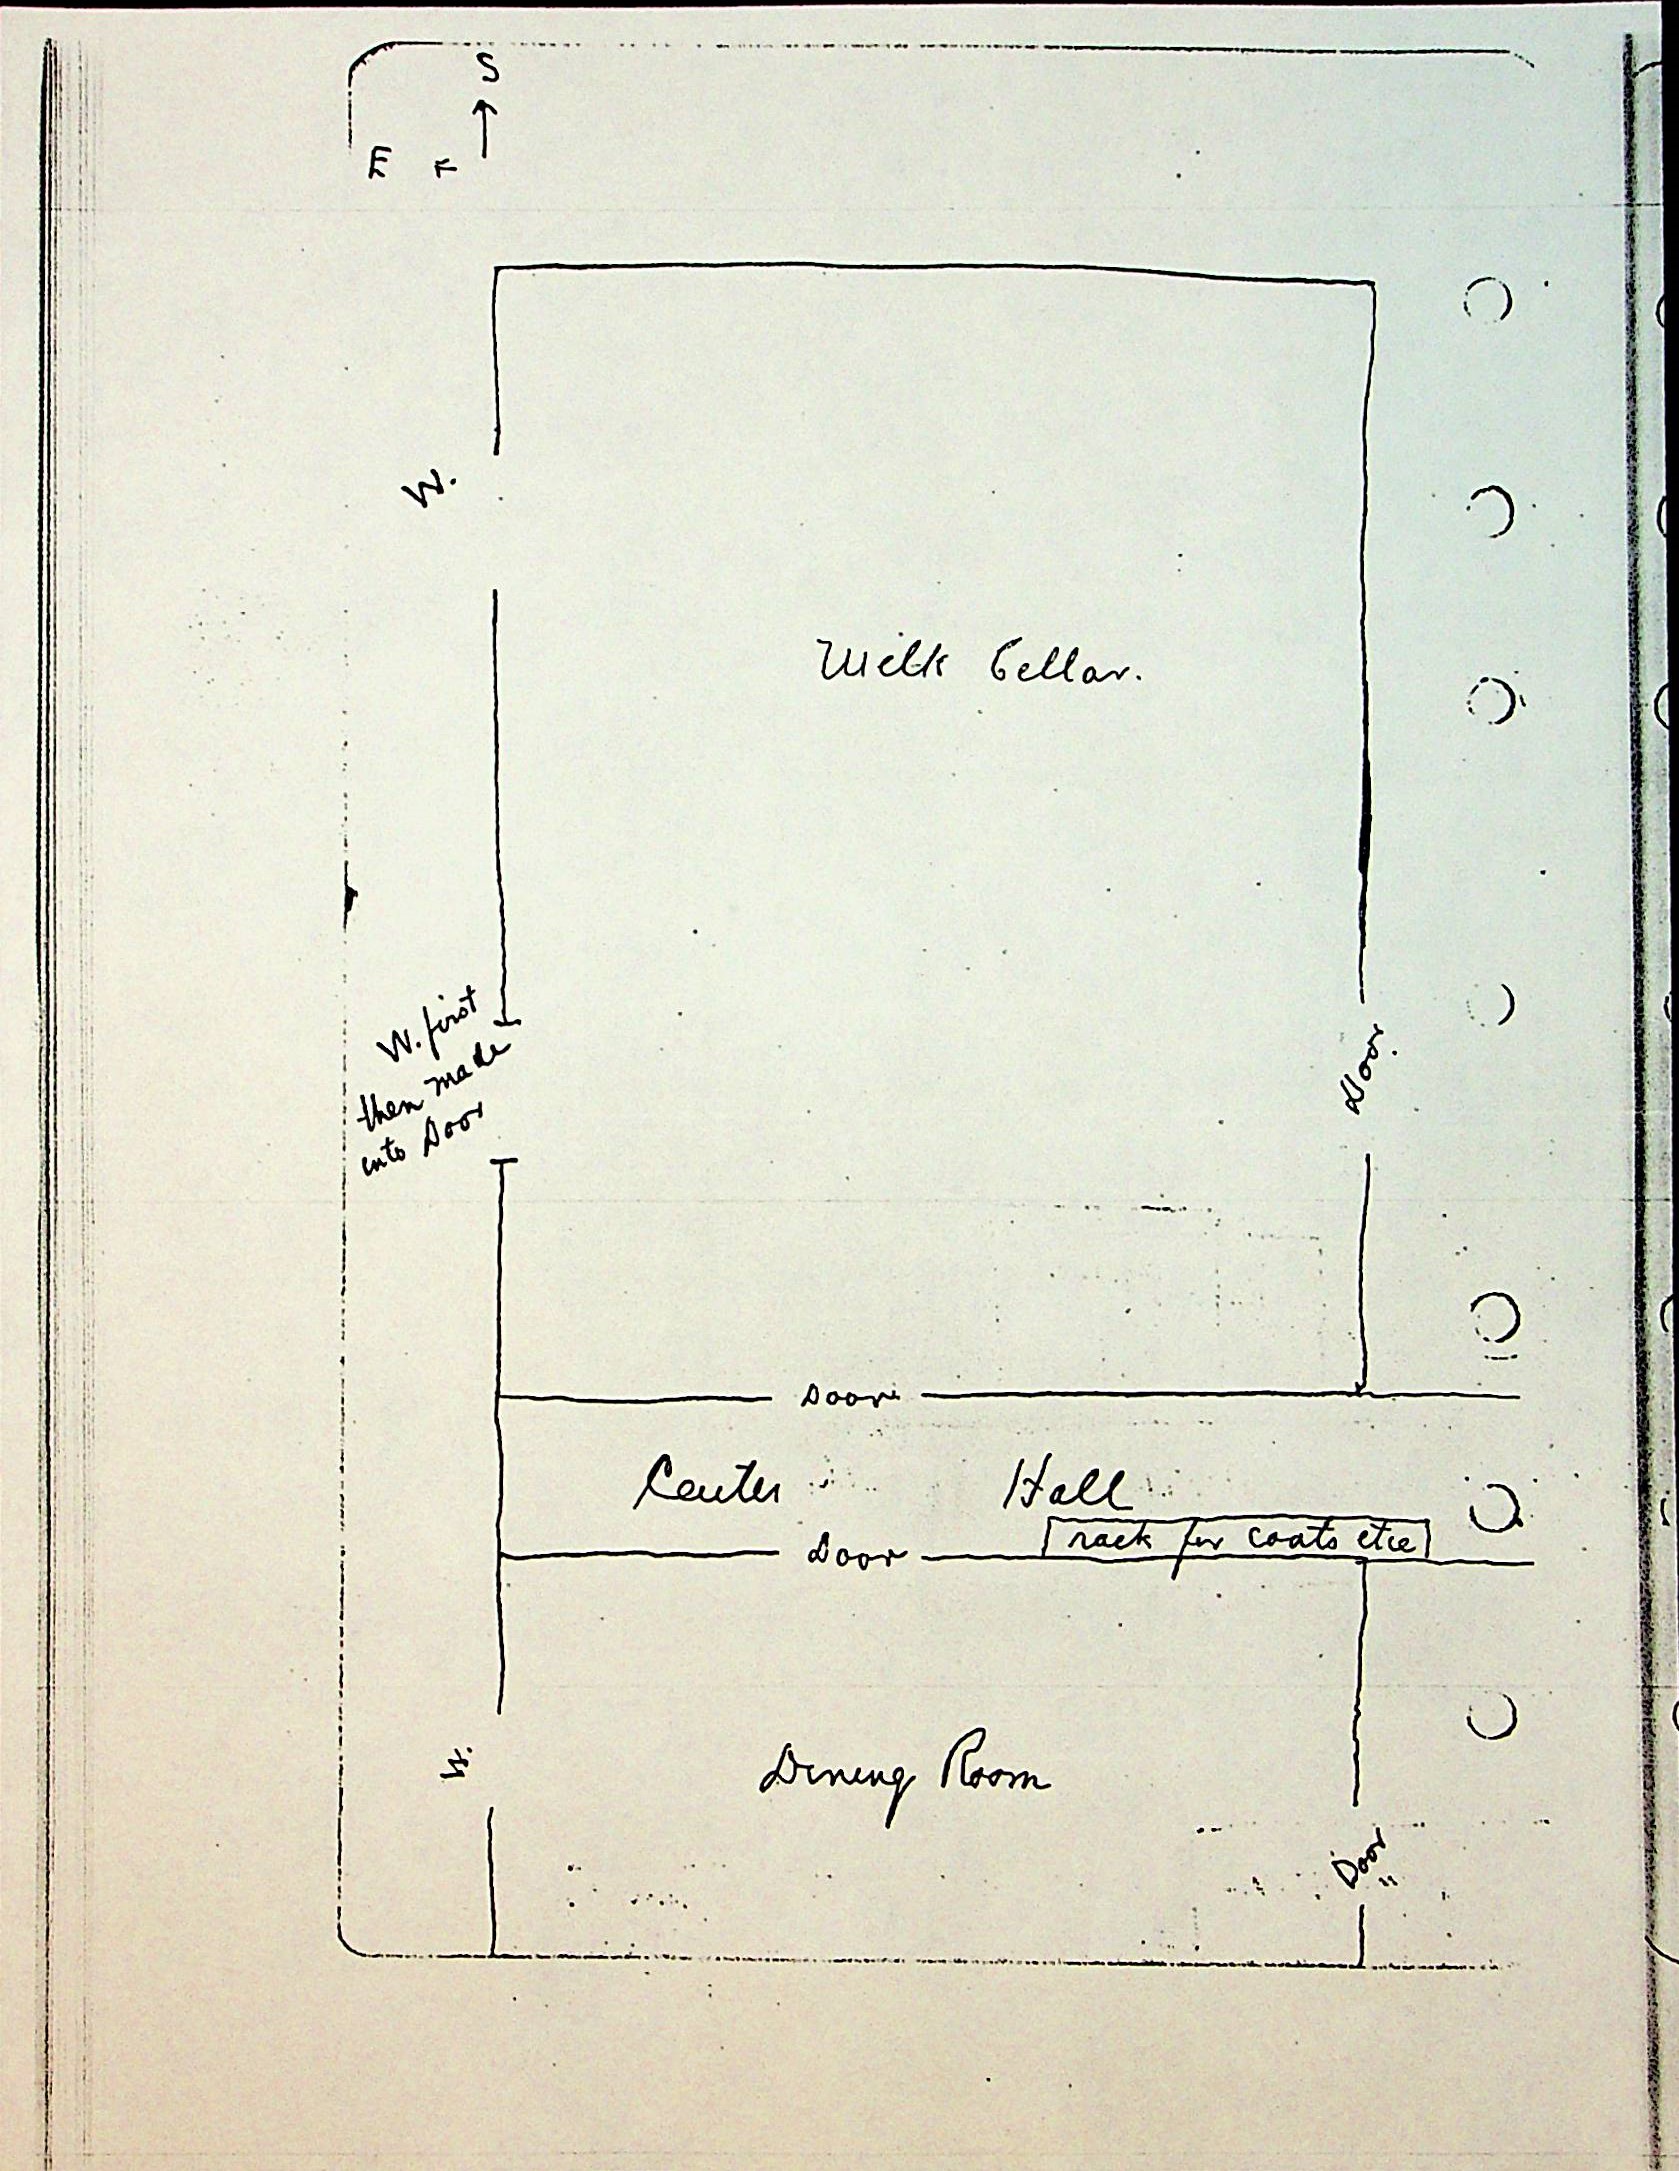 S
E
W.
Milk Cellar.
W. first
then made
into Door
Door
Door
Center Hall
rack for coats etc
Door
W.
Dining Room
Door